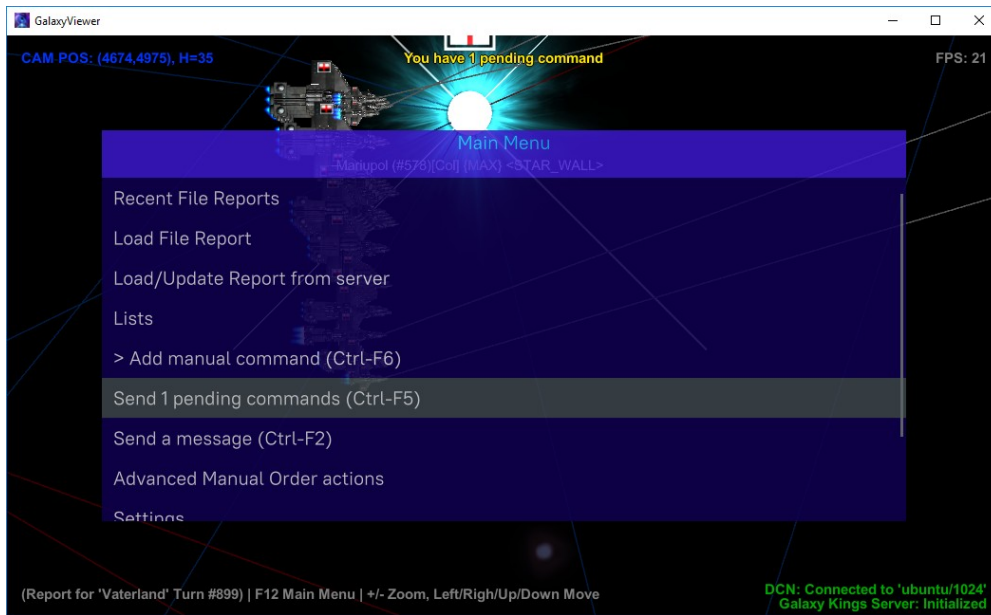 GalaxyViewer
CAM POS: (4674,4975), H=35
You have 1 pending command
FPS: 21
Main Menu
Mariupol (#578)[Col] {MAX} <STAR_WALL>
Recent File Reports
Load File Report
Load/Update Report from server
Lists
> Add manual command (Ctrl-F6)
Send 1 pending commands (Ctrl-F5)
Send a message (Ctrl-F2)
Advanced Manual Order actions
Settings
(Report for 'Vaterland' Turn #899) | F12 Main Menu | +/- Zoom, Left/Righ/Up/Down Move
DCN: Connected to 'ubuntu/1024'
Galaxy Kings Server: Initialized